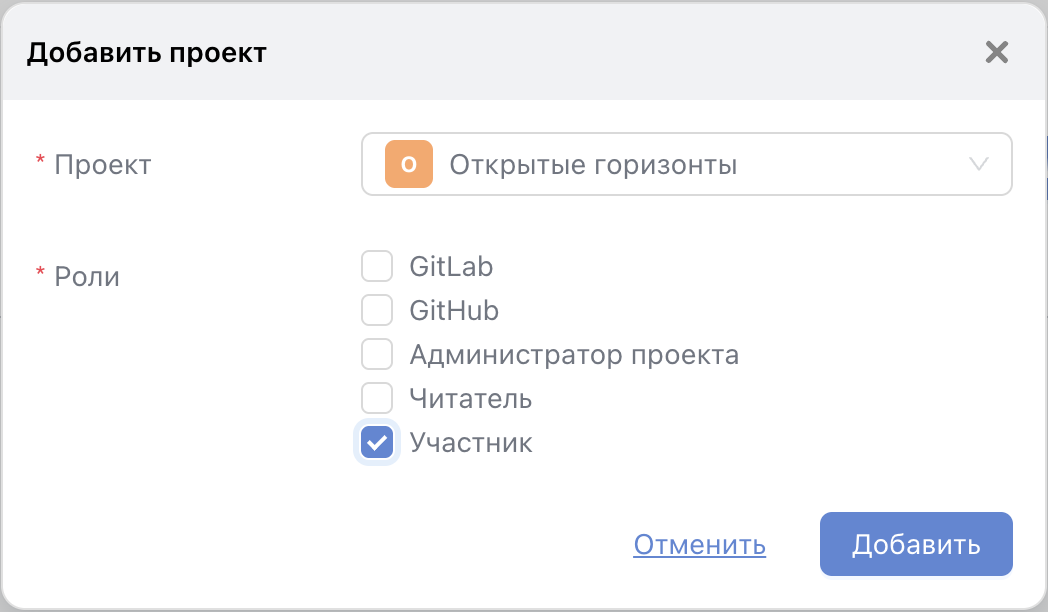 Добавить проект
* Проект
О Открытые горизонты
* Роли
GitLab
GitHub
Администратор проекта
Читатель
Участник
Отменить
Добавить